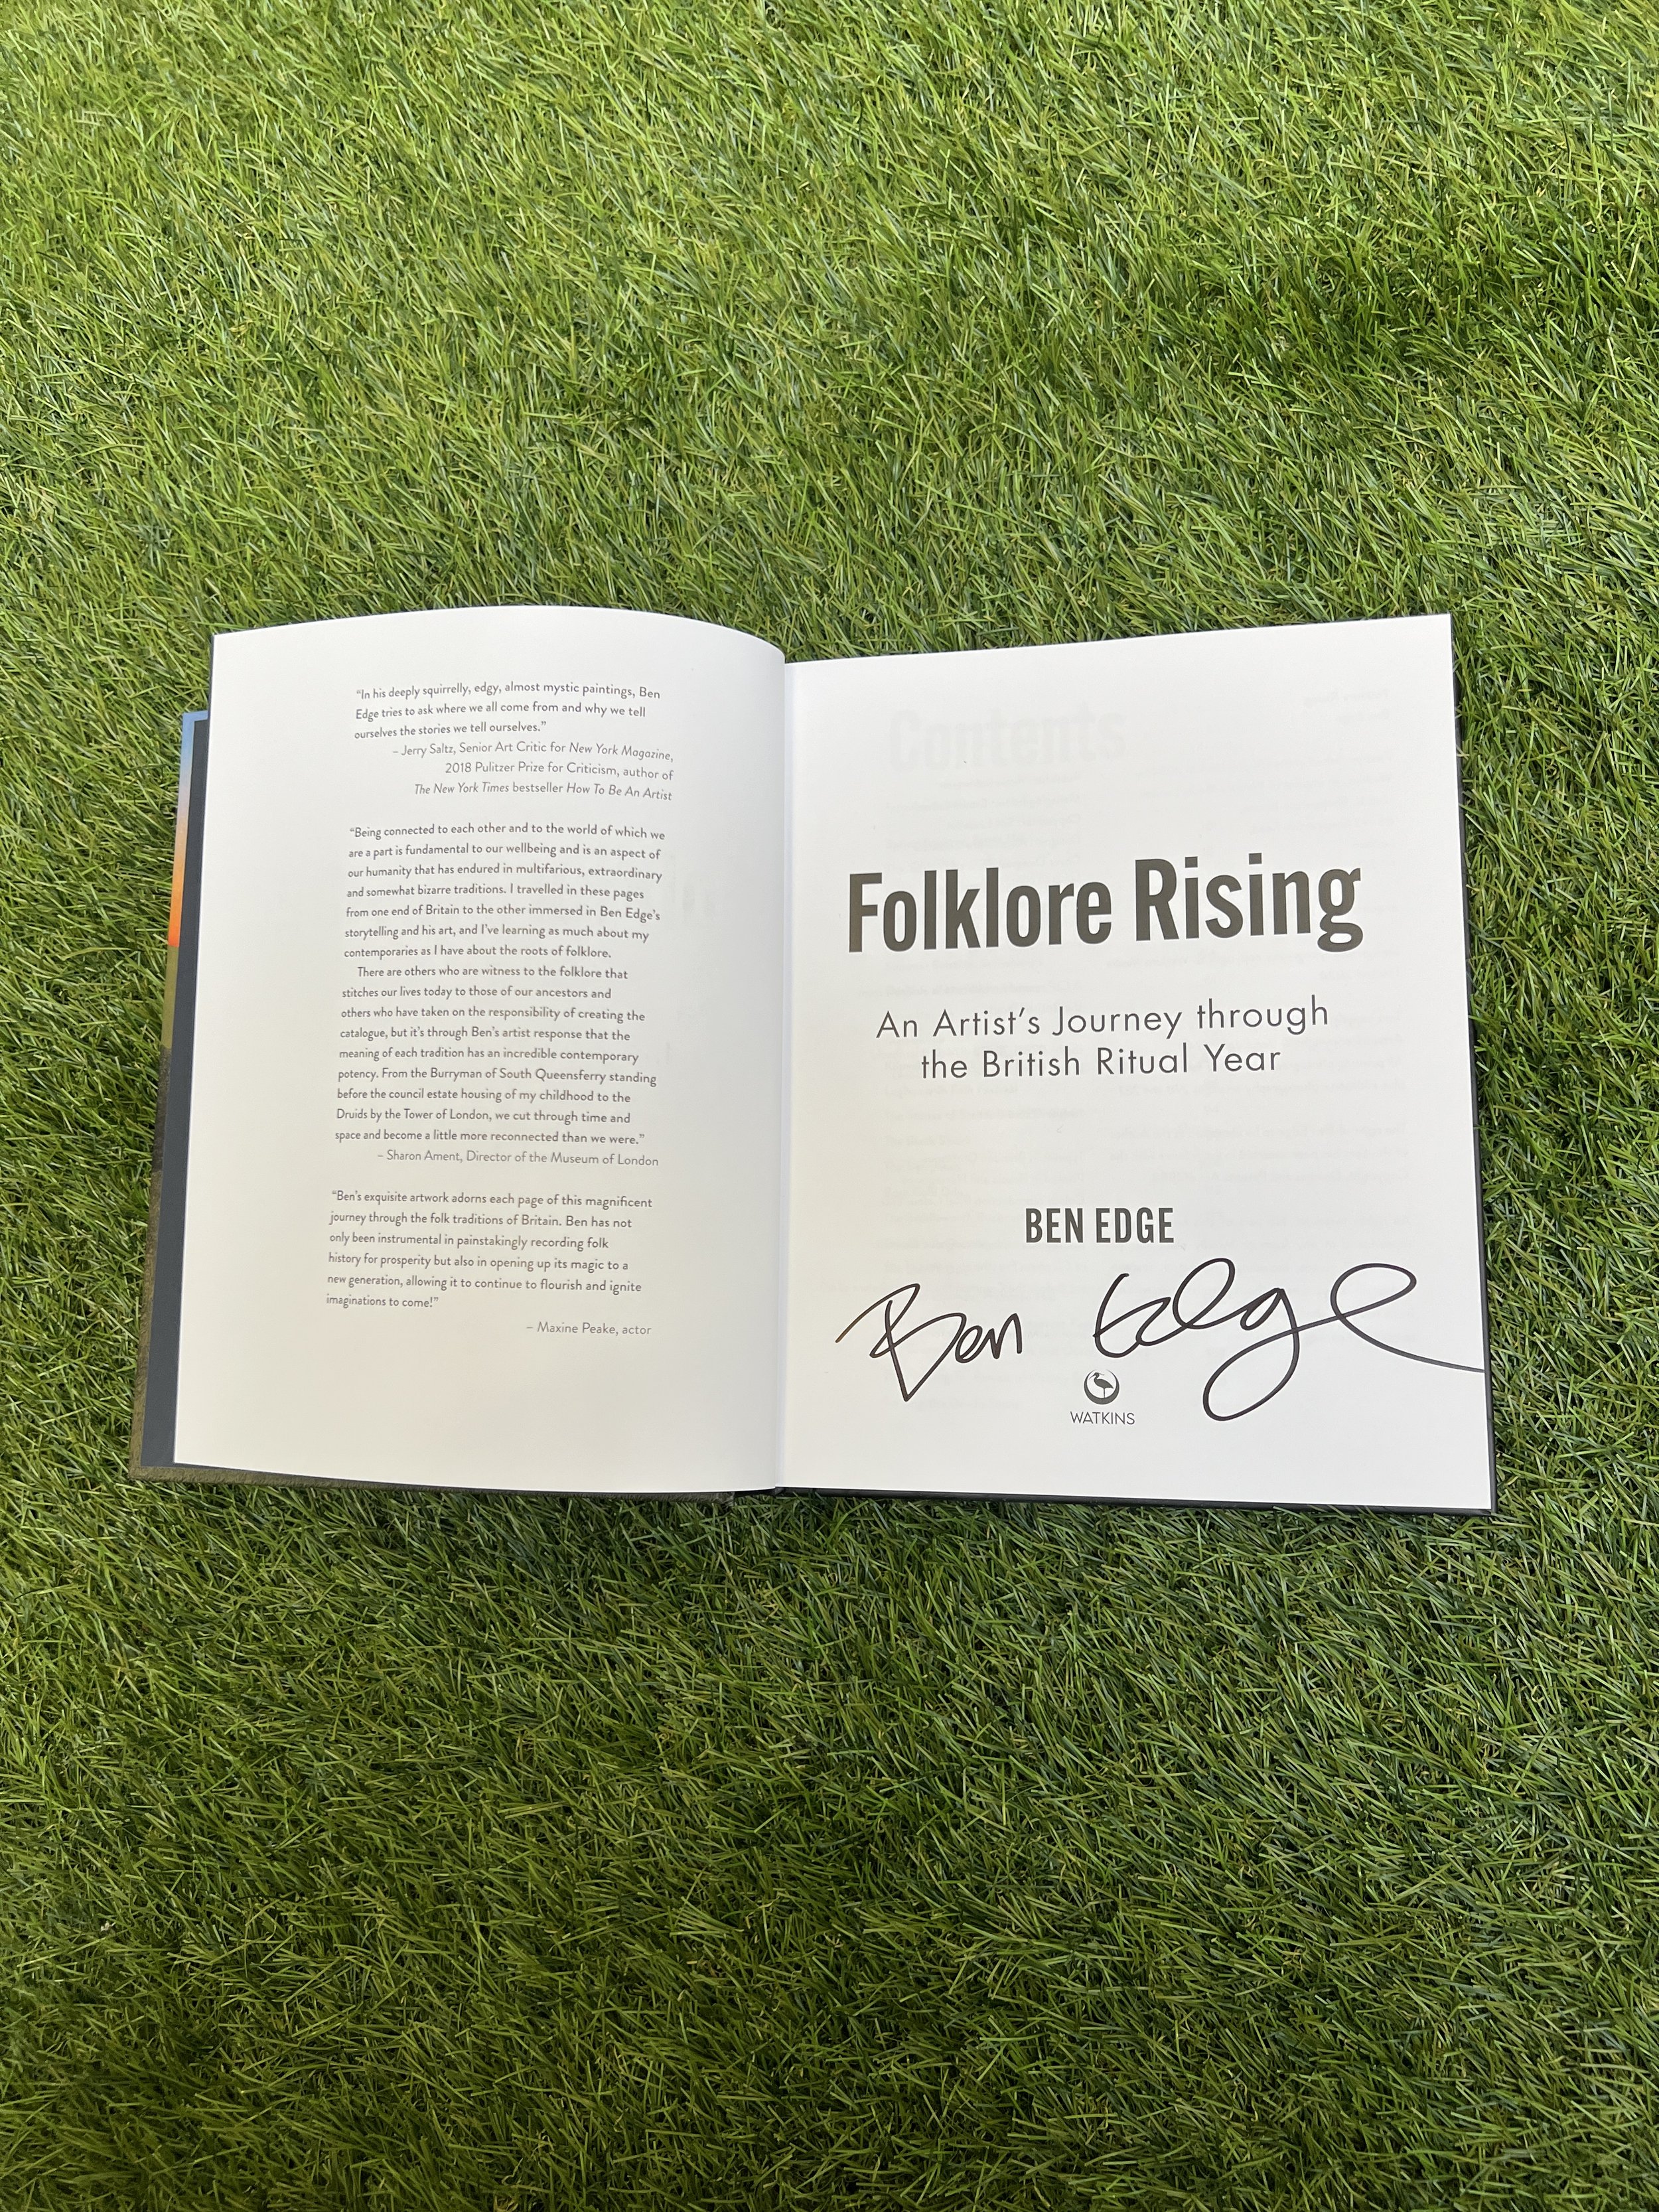 “In his deeply squirrelly, edgy, almost mystic paintings, Ben
Edge tries to ask where we all come from and why we tell
ourselves the stories we tell ourselves.”
– Jerry Saltz, Senior Art Critic for New York Magazine,
2018 Pulitzer Prize for Criticism, author of
The New York Times bestseller How To Be An Artist
“Being connected to each other and to the world of which we
are a part is fundamental to our wellbeing and is an aspect of
our humanity that has endured in multifarious, extraordinary
and somewhat bizarre traditions. I travelled in these pages
from one end of Britain to the other immersed in Ben Edge’s
storytelling and his art, and I’ve learning as much about my
contemporaries as I have about the roots of folklore.
There are others who are witness to the folklore that
stitches our lives today to those of our ancestors and
others who have taken on the responsibility of creating the
catalogue, but it’s through Ben’s artist response that the
meaning of each tradition has an incredible contemporary
potency. From the Burryman of South Queensferry standing
before the council estate housing of my childhood to the
Druids by the Tower of London, we cut through time and
space and become a little more reconnected than we were.”
– Sharon Ament, Director of the Museum of London
“Ben’s exquisite artwork adorns each page of this magnificent
journey through the folk traditions of Britain. Ben has not
only been instrumental in painstakingly recording folk
history for prosperity but also in opening up its magic to a
new generation, allowing it to continue to flourish and ignite
imaginations to come!”
– Maxine Peake, actor
Contents
Folklore Rising
An Artist’s Journey through
the British Ritual Year
BEN EDGE
Ben Edge
WATKINS